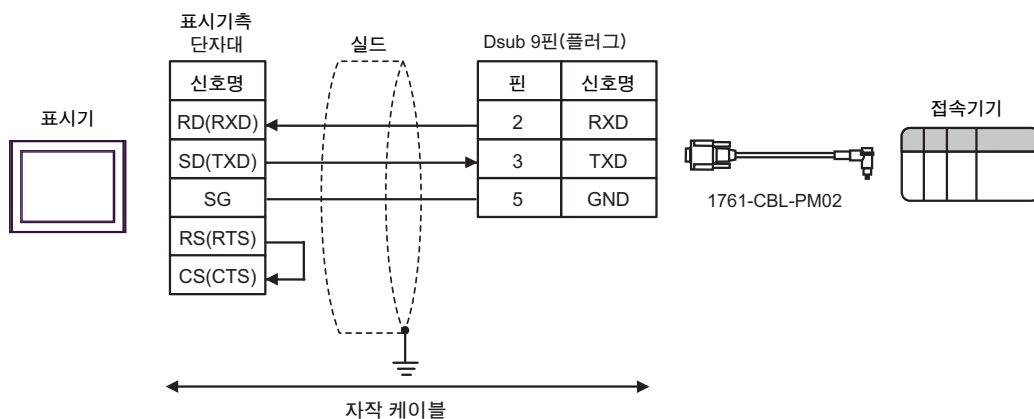 표시기
표시기측
단자대
신호명
RD(RXD)
SD(TXD)
SG
RS(RTS)
CS(CTS)
실드
Dsub 9핀(플러그)
핀 신호명
2 RXD
3 TXD
5 GND
1761-CBL-PM02
접속기기
자작 케이블